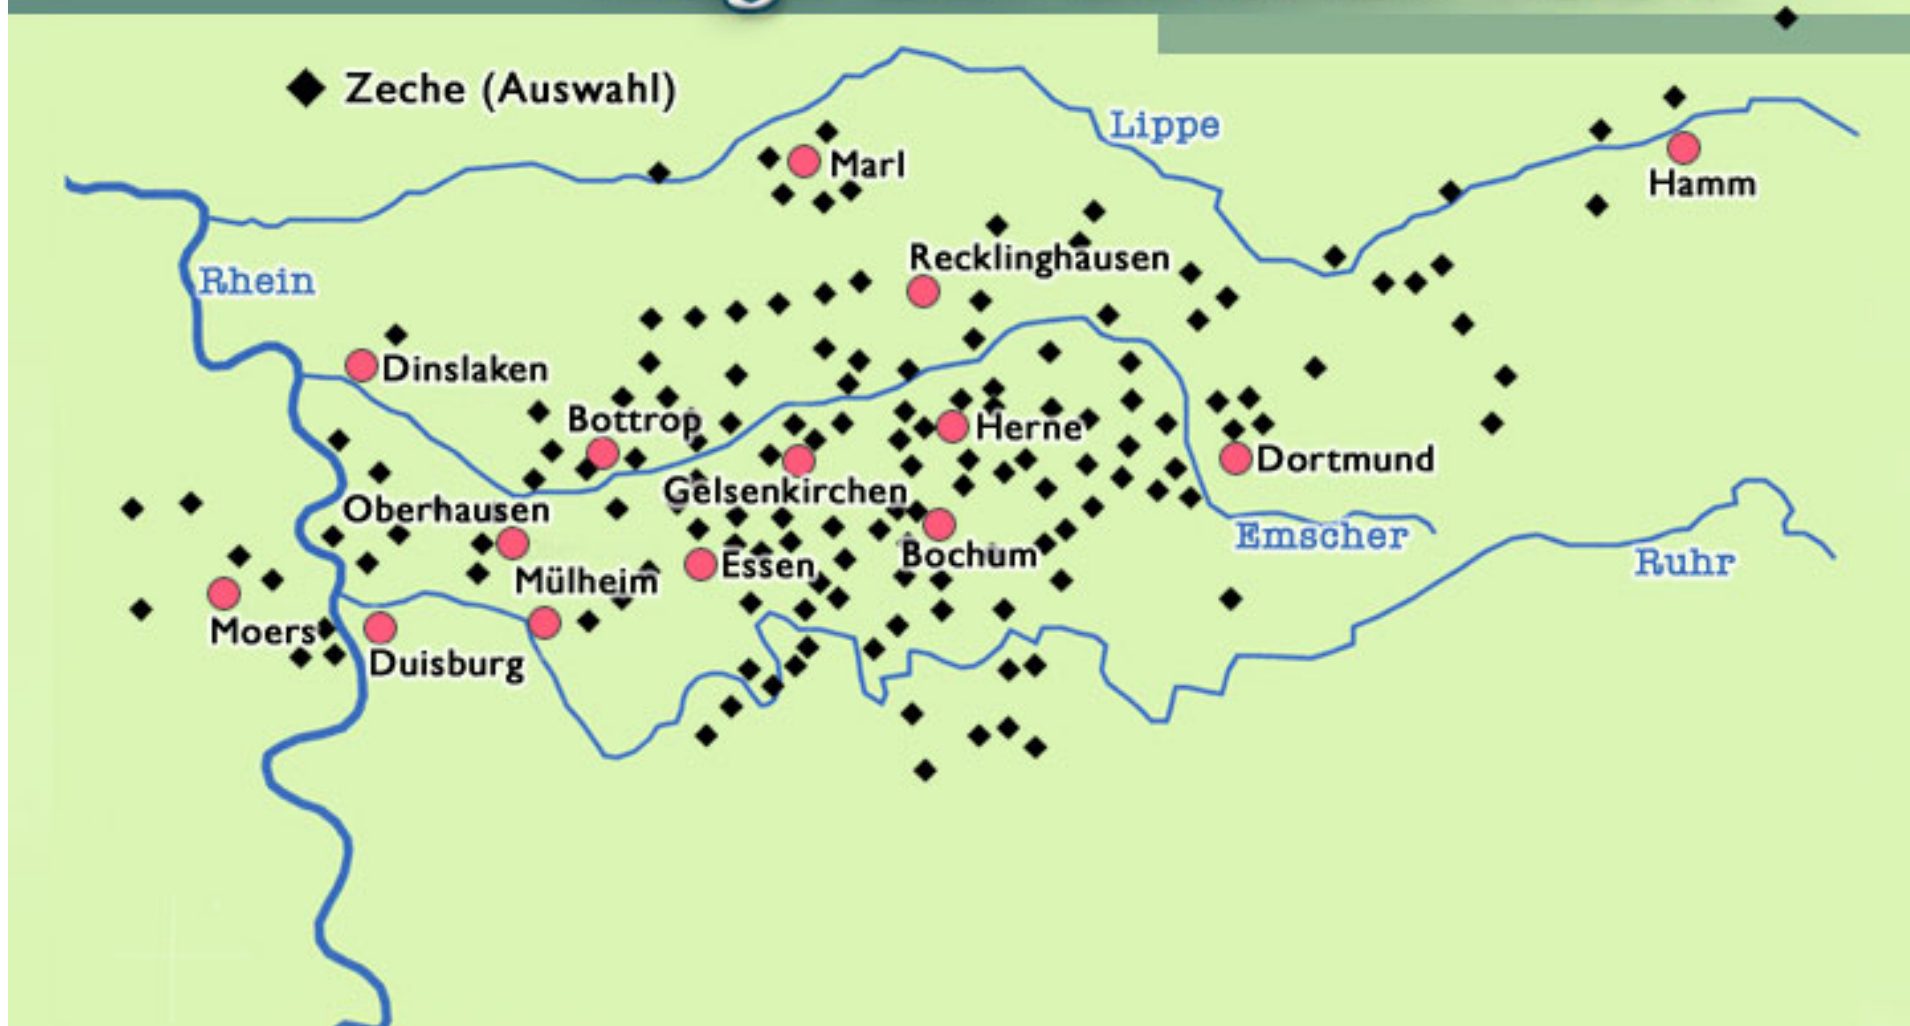 Zeche (Auswahl)
Lippe
Marl
Hamm
Recklinghausen
Rhein
Dinslaken
Bottrop
Herne
Dortmund
Gelsenkirchen
Oberhausen
Emscher
Bochum
Ruhr
Essen
Mülheim
Moers
Duisburg